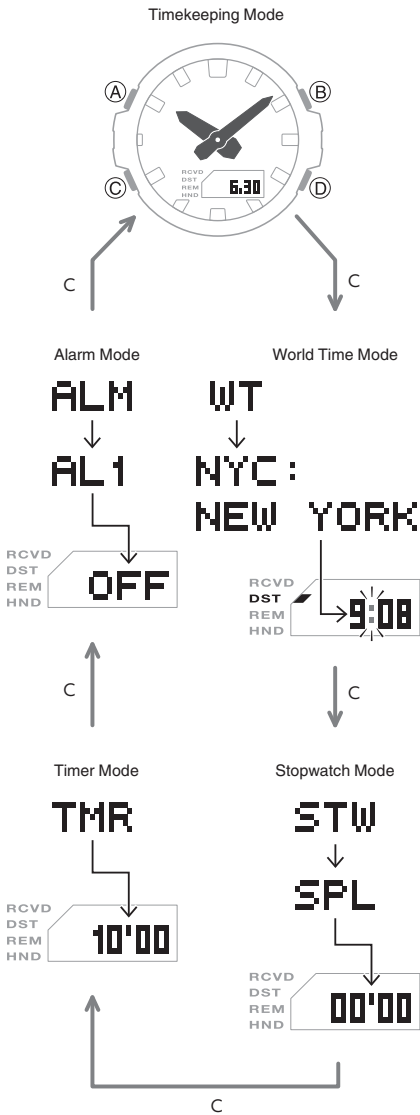 Timekeeping Mode
A
B
RCVD
DST
REM
HND
6.30
C
D
C
C
Alarm Mode
World Time Mode
ALM
WT
AL1
NYC:
NEW YORK
RCVD
DST
REM
HND
OFF
RCVD
DST
REM
HND
9:08
C
C
Timer Mode
Stopwatch Mode
TMR
STW
SPL
RCVD
DST
REM
HND
10'00
RCVD
DST
REM
HND
00'00
C